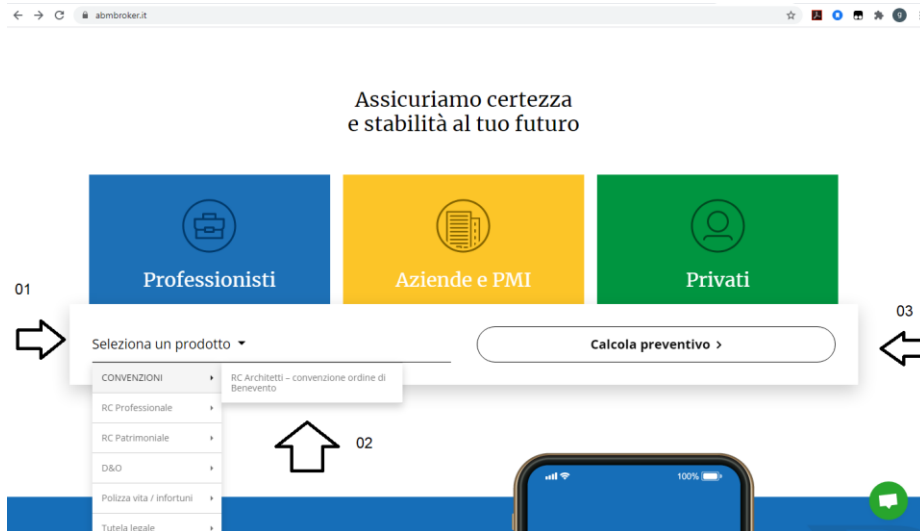 abmbroker.it
g
Assicuriamo certezza
e stabilità al tuo futuro
Professionisti
Aziende e PMI
Privati
01
03
Seleziona un prodotto
Calcola preventivo >
CONVENZIONI
RC Architetti – convenzione ordine di
Benevento
RC Professionale
RC Patrimoniale
02
D&O
100%
Polizza vita / infortuni
Tutela legale